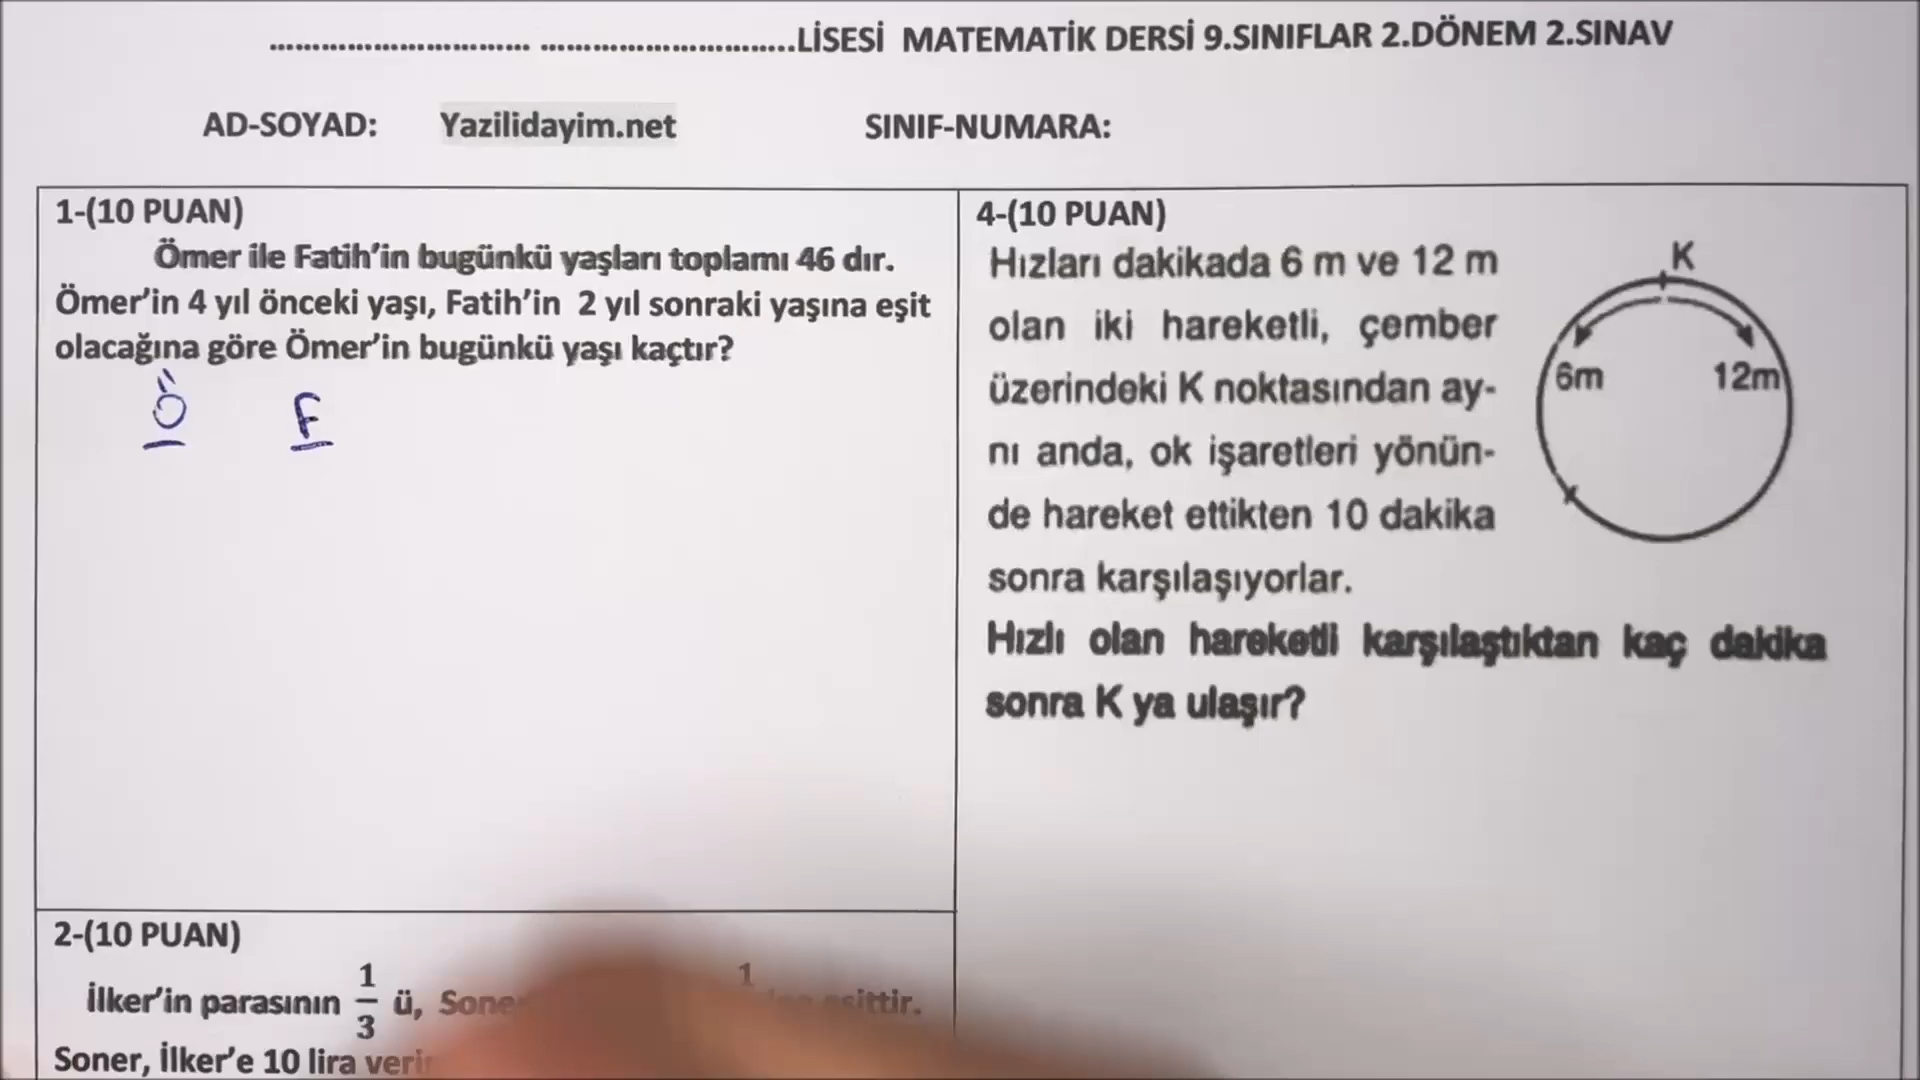 ................................ ................................LİSESİ MATEMATİK DERSİ 9.SINIFLAR 2.DÖNEM 2.SINAV
AD-SOYAD: Yazilidayim.net SINIF-NUMARA:
1-(10 PUAN)
Ömer ile Fatih’in bugünkü yaşları toplamı 46 dır.
Ömer’in 4 yıl önceki yaşı, Fatih’in 2 yıl sonraki yaşına eşit
olacağına göre Ömer’in bugünkü yaşı kaçtır?
Ö F
2-(10 PUAN)
İlker’in parasının 1/3 ü,
Soner, İlker’e 10 lira
4-(10 PUAN)
Hızları dakikada 6 m ve 12 m
olan iki hareketli, çember
üzerindeki K noktasından ay-
nı anda, ok işaretleri yönün-
de hareket ettikten 10 dakika
sonra karşılaşıyorlar.
Hızlı olan hareketli karşılaştıktan kaç dakika
sonra K ya ulaşır?
K
6m 12m